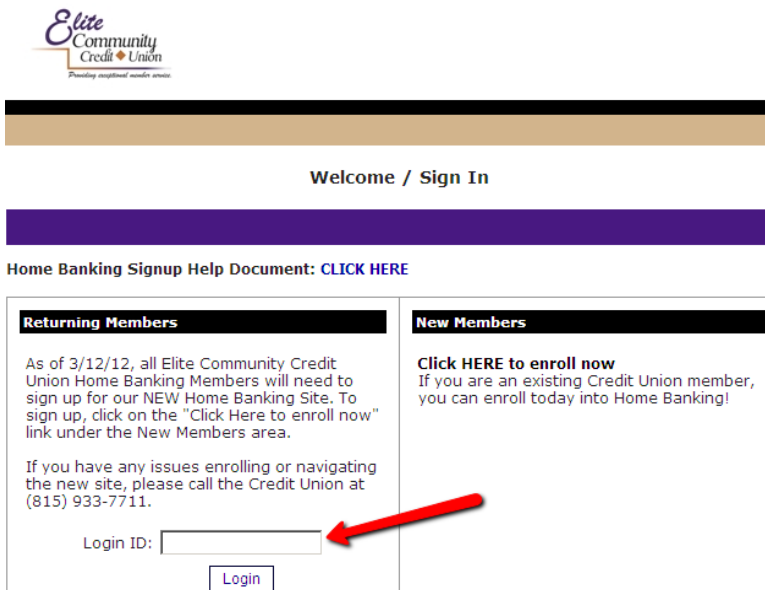 Elite
Community
Credit ◆ Union
Providing exceptional member service.
Welcome / Sign In
Home Banking Signup Help Document: CLICK HERE
Returning Members
As of 3/12/12, all Elite Community Credit
Union Home Banking Members will need to
sign up for our NEW Home Banking Site. To
sign up, click on the "Click Here to enroll now"
link under the New Members area.
If you have any issues enrolling or navigating
the new site, please call the Credit Union at
(815) 933-7711.
Login ID:
Login
New Members
Click HERE to enroll now
If you are an existing Credit Union member,
you can enroll today into Home Banking!